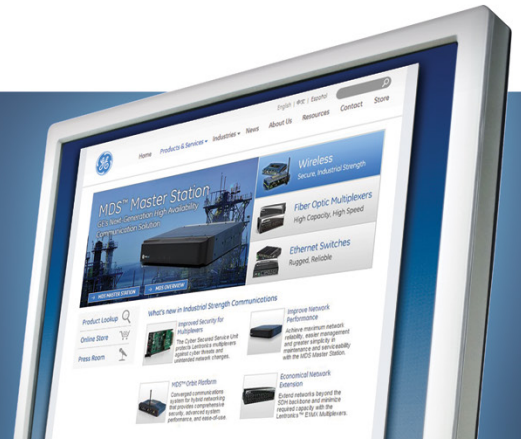 English | 中文 | Español
Home Products & Services Industries News About Us Resources Contact Store
MDS™ Master Station
GE's Next Generation High Availability
Communication Solution
MDS MASTER STATION
MDS OVERVIEW
Wireless
Secure, Industrial Strength
Fiber Optic Multiplexers
High Capacity, High Speed
Ethernet Switches
Rugged, Reliable
Product Lookup
Online Store
Press Room
What's new in Industrial Strength Communications
Improved Security for
Multiplexers
The Cyber Secured Service Unit
protects Lentronics multiplexers
against cyber threats and
unintended network changes.
Improve Network
Performance
Achieve maximum network
reliability, easier management
and greater simplicity in
maintenance and serviceability
with the MDS Master Station.
MDS™ Orbit Platform
Converged communications
system for hybrid networking
that provides comprehensive
security, advanced system
performance, and ease-of-use.
Economical Network
Extension
Extend networks beyond the
SDH backbone and minimize
required capacity with the
Lentronics™ E1MX Multiplexers.